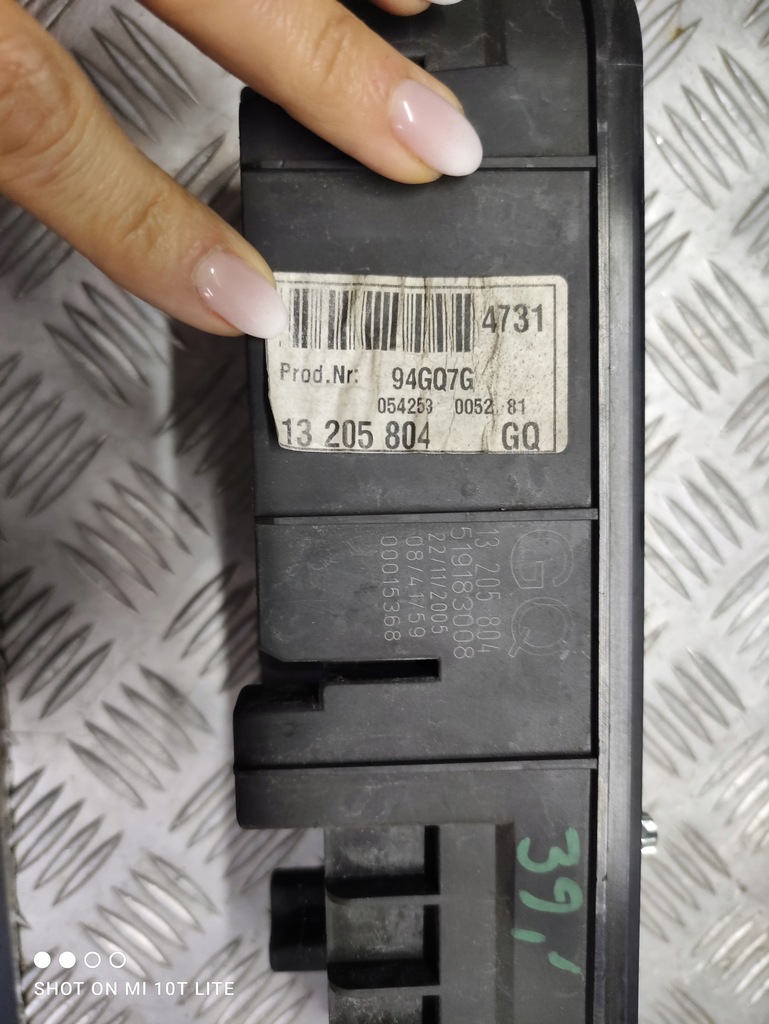 4731
Prod.Nr: 94GQ7G
054253 0052 81
13 205 804 GQ
GQ
13 205 804
519183008
22/11/2005
08/41/59
00015368
39,'
SHOT ON MI 10T LITE